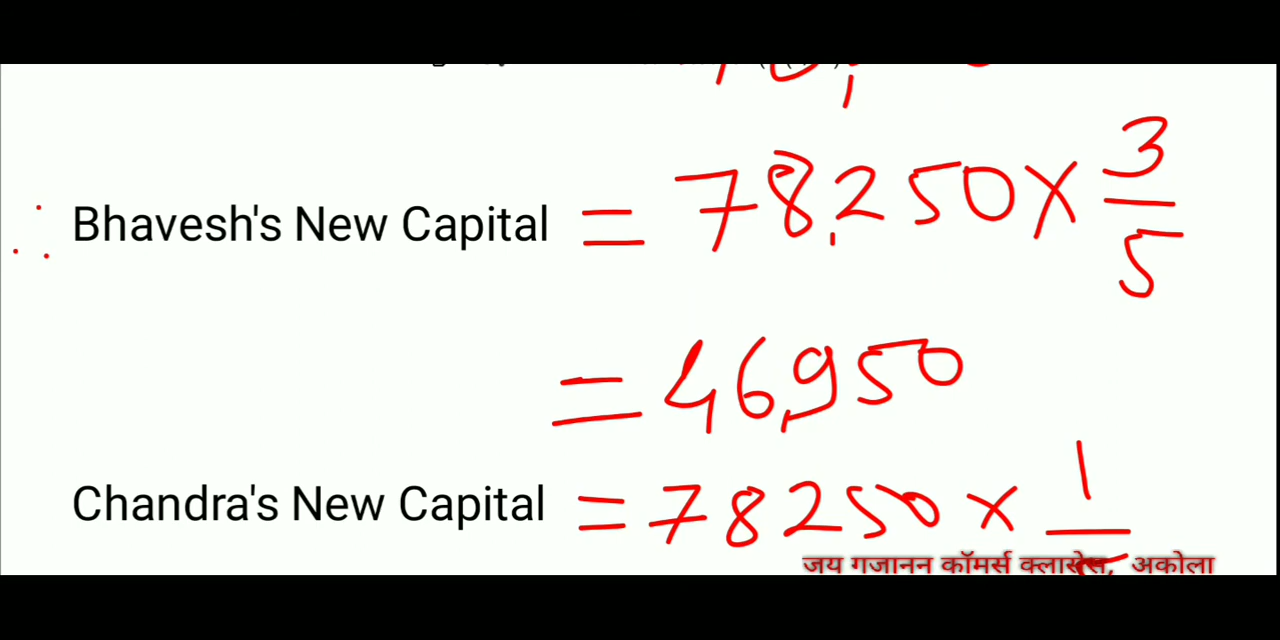 ∴ Bhavesh's New Capital = 78,250 × 3/5
= 46,950
Chandra's New Capital = 78250 × 1/
जय गजानन कॉमर्स क्लासेस, अकोला